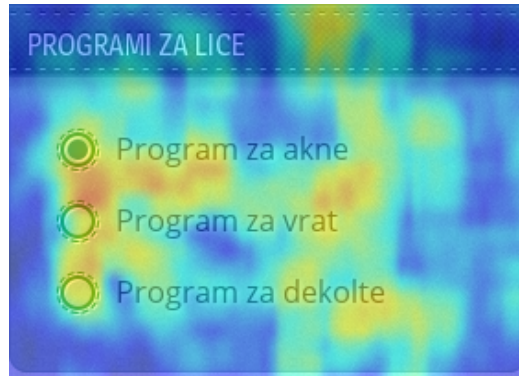 PROGRAMI ZA LICE
Program za akne
Program za vrat
Program za dekolte